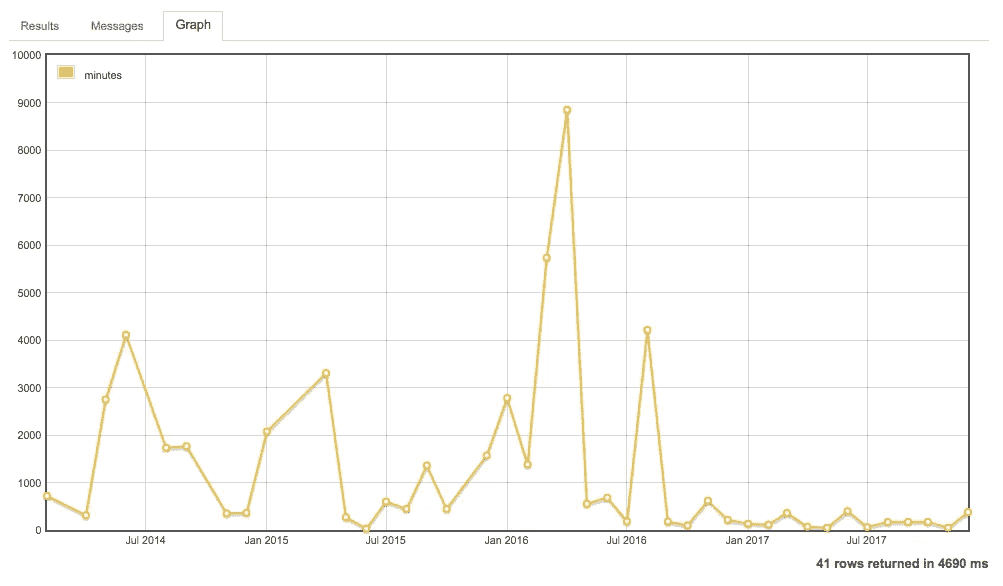 Results Messages Graph
10000
minutes
9000
8000
7000
6000
5000
4000
3000
2000
1000
0
Jul 2014 Jan 2015 Jul 2015 Jan 2016 Jul 2016 Jan 2017 Jul 2017
41 rows returned in 4690 ms